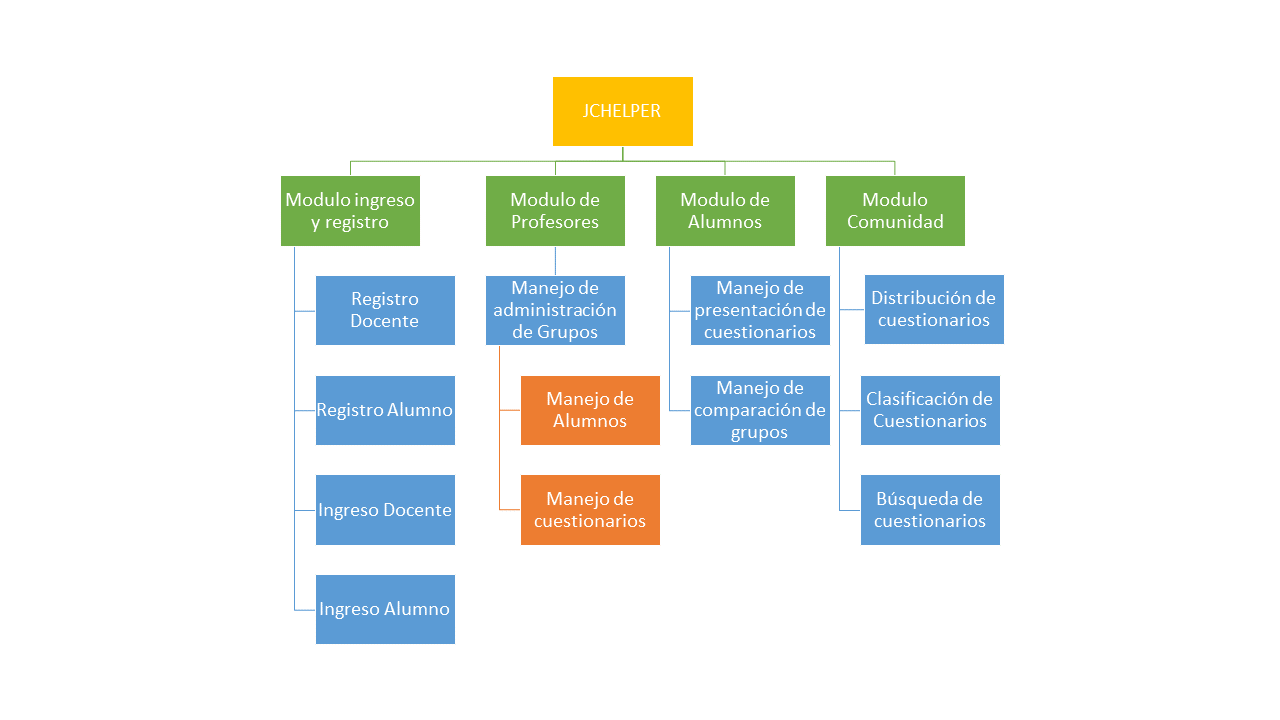 JCHELPER
Modulo ingreso
y registro
Modulo de
Profesores
Modulo de
Alumnos
Modulo
Comunidad
Registro
Docente
Registro Alumno
Ingreso Docente
Ingreso Alumno
Manejo de
administración
de Grupos
Manejo de
Alumnos
Manejo de
cuestionarios
Manejo de
presentación de
cuestionarios
Manejo de
comparación de
grupos
Distribución de
cuestionarios
Clasificación de
Cuestionarios
Búsqueda de
cuestionarios